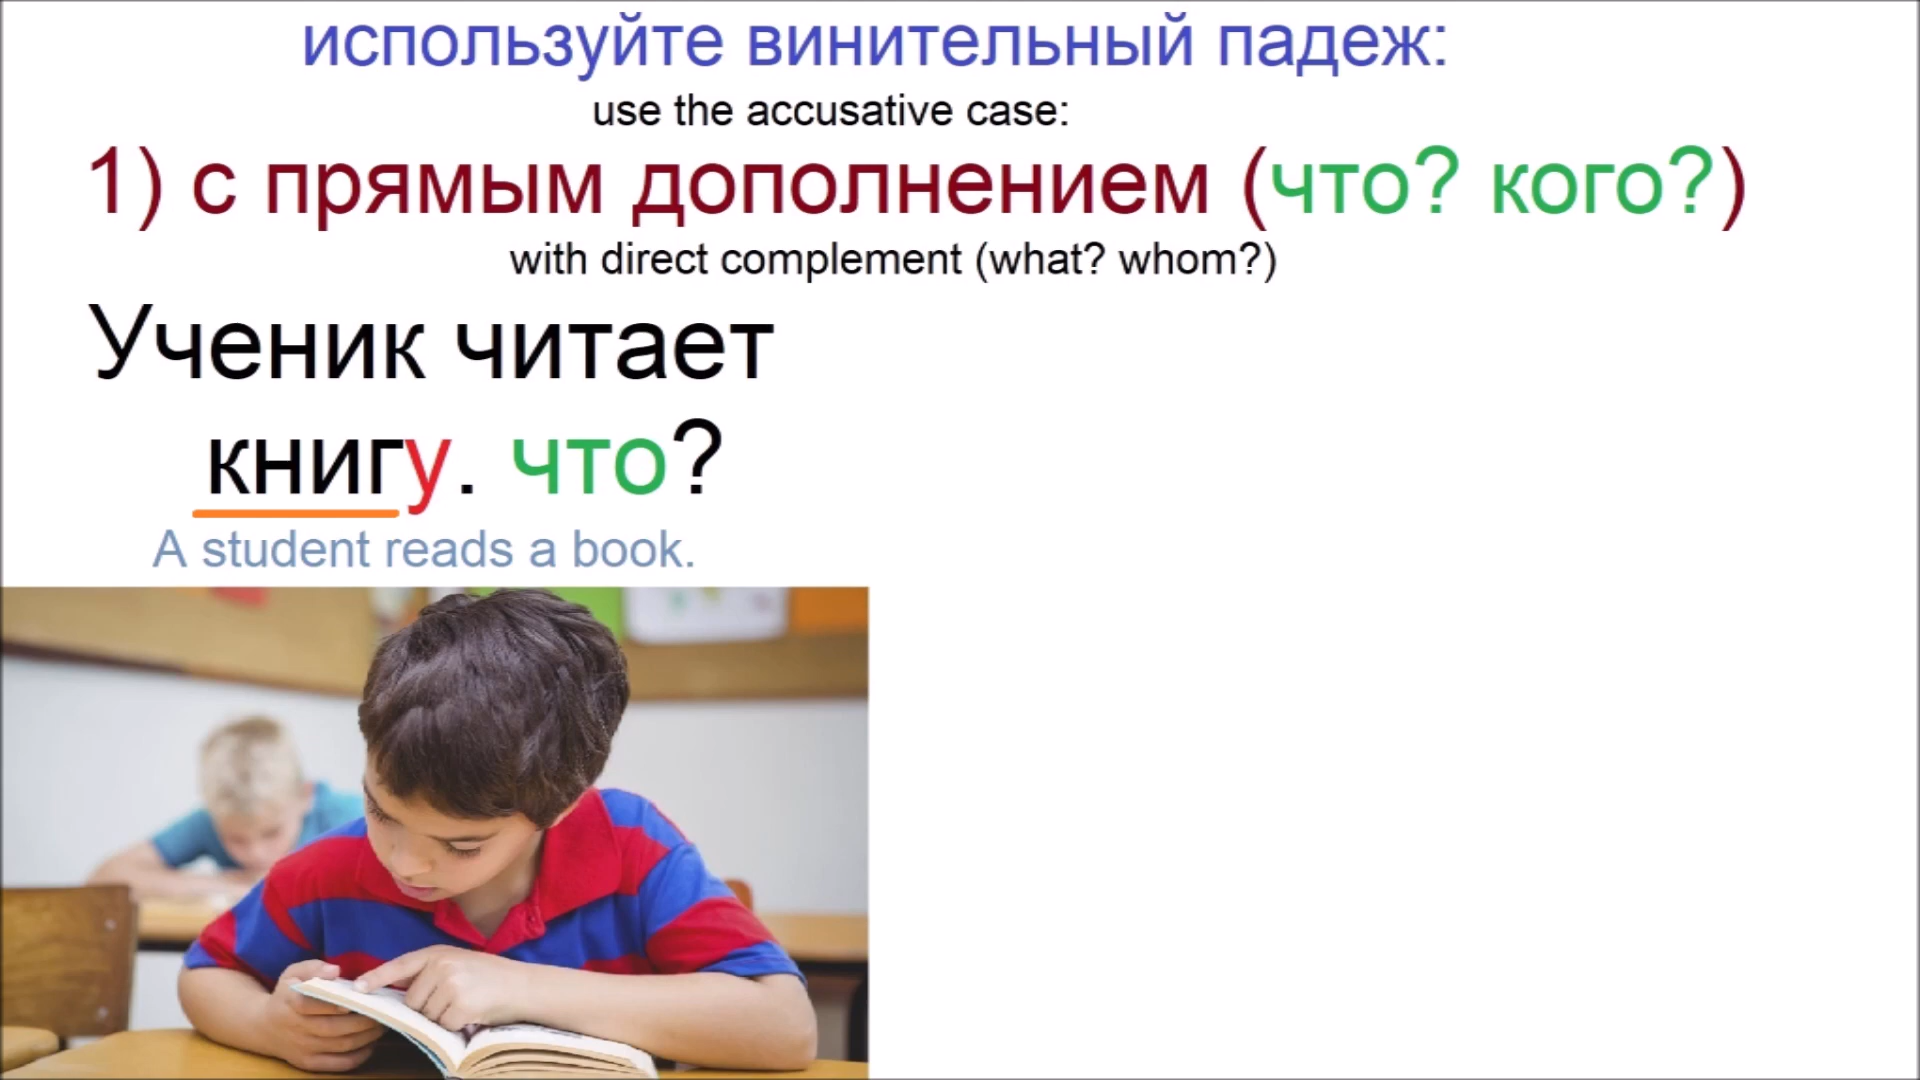 используйте винительный падеж:
use the accusative case:
1) с прямым дополнением (что? кого?)
with direct complement (what? whom?)
Ученик читает
книгу. что?
A student reads a book.